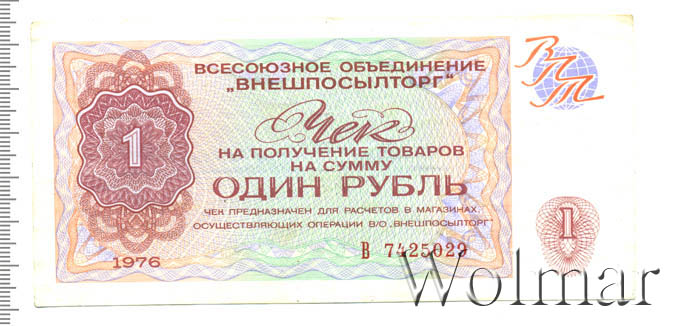 ВСЕСОЮЗНОЕ ОБЪЕДИНЕНИЕ
„ВНЕШПОСЫЛТОРГ"
ВПТ
Чек
1
НА ПОЛУЧЕНИЕ ТОВАРОВ
НА СУММУ
ОДИН РУБЛЬ
ЧЕК ПРЕДНАЗНАЧЕН ДЛЯ РАСЧЕТОВ В МАГАЗИНАХ,
ОСУЩЕСТВЛЯЮЩИХ ОПЕРАЦИИ В/О „ВНЕШПОСЫЛТОРГ"
1
1976
В 7425029
Wolmar